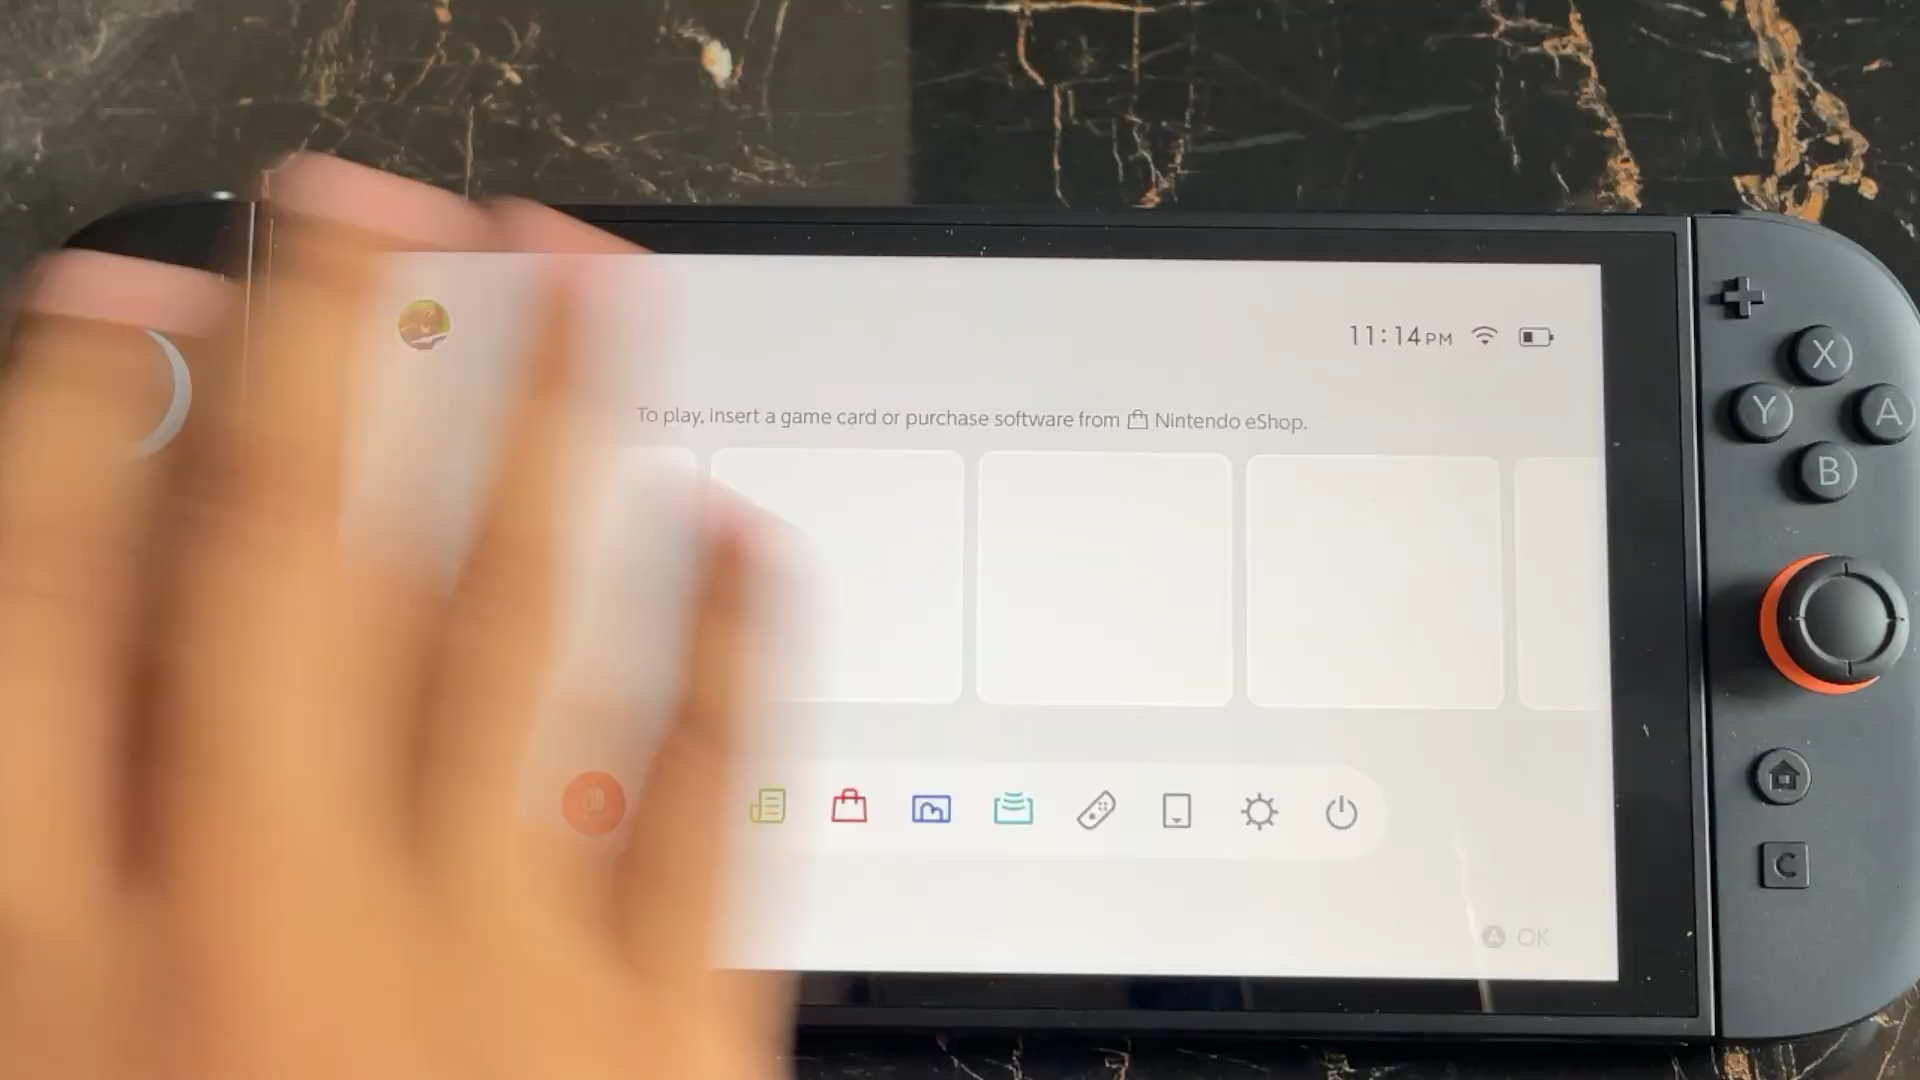 11:14PM
To play, insert a game card or purchase software from Nintendo eShop.
A OK
X
Y
A
B
C